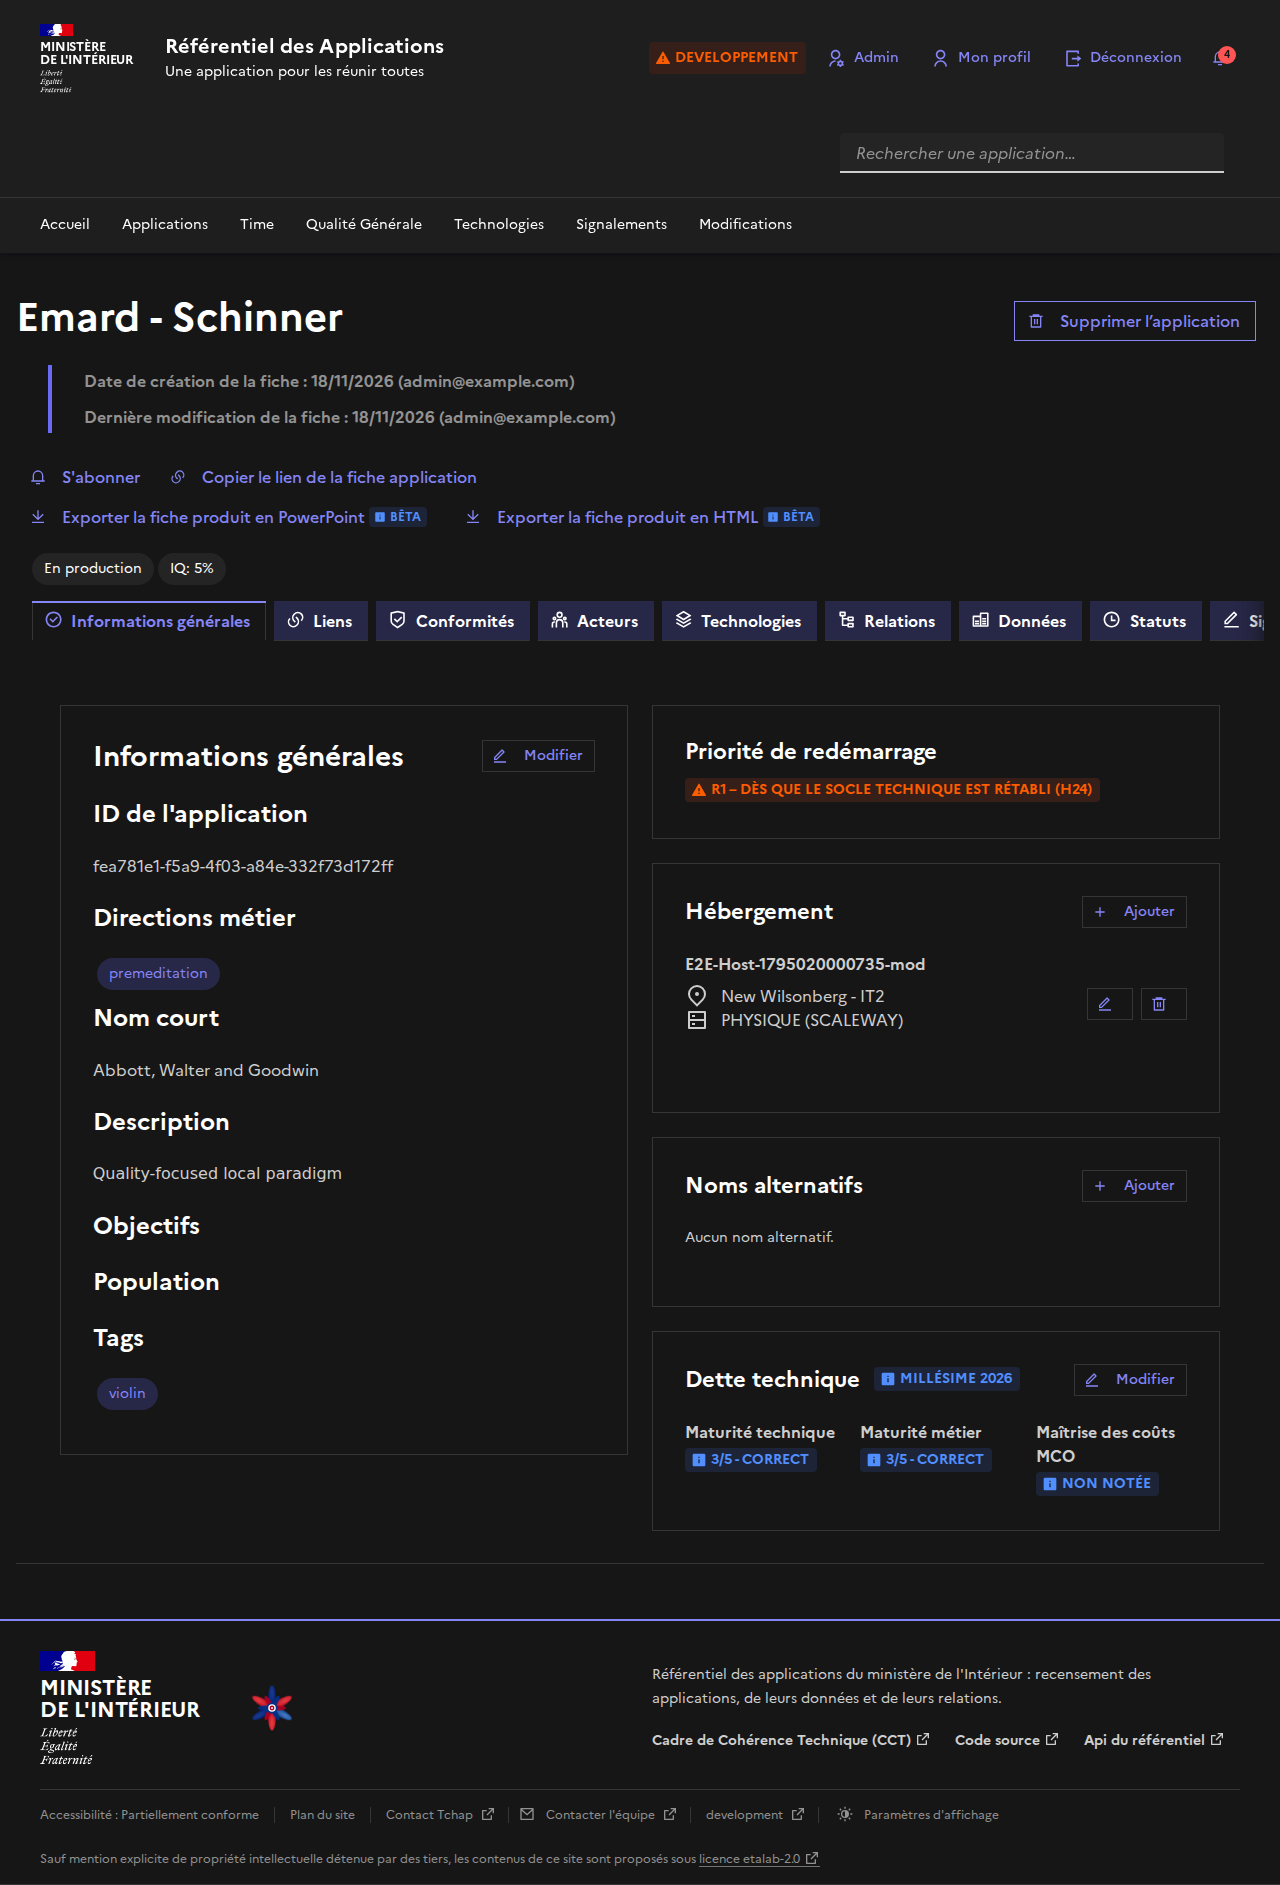 MINISTÈRE
DE L'INTÉRIEUR
Liberté
Égalité
Fraternité
Référentiel des Applications
Une application pour les réunir toutes
DEVELOPPEMENT
Admin
Mon profil
Déconnexion
4
Rechercher une application…
Accueil
Applications
Time
Qualité Générale
Technologies
Signalements
Modifications
Emard - Schinner
Supprimer l’application
Date de création de la fiche : 18/11/2026 (admin@example.com)
Dernière modification de la fiche : 18/11/2026 (admin@example.com)
S'abonner
Copier le lien de la fiche application
Exporter la fiche produit en PowerPoint BÊTA
Exporter la fiche produit en HTML BÊTA
En production
IQ: 5%
Informations générales
Liens
Conformités
Acteurs
Technologies
Relations
Données
Statuts
Informations générales
Modifier
ID de l'application
fea781e1-f5a9-4f03-a84e-332f73d172ff
Directions métier
premeditation
Nom court
Abbott, Walter and Goodwin
Description
Quality-focused local paradigm
Objectifs
Population
Tags
violin
Priorité de redémarrage
R1 – DÈS QUE LE SOCLE TECHNIQUE EST RÉTABLI (H24)
Hébergement
Ajouter
E2E-Host-1795020000735-mod
New Wilsonberg - IT2
PHYSIQUE (SCALEWAY)
Noms alternatifs
Ajouter
Aucun nom alternatif.
Dette technique
MILLÉSIME 2026
Modifier
Maturité technique
3/5 - CORRECT
Maturité métier
3/5 - CORRECT
Maîtrise des coûts
MCO
NON NOTÉE
MINISTÈRE
DE L'INTÉRIEUR
Liberté
Égalité
Fraternité
Référentiel des applications du ministère de l'Intérieur : recensement des
applications, de leurs données et de leurs relations.
Cadre de Cohérence Technique (CCT)
Code source
Api du référentiel
Accessibilité : Partiellement conforme
Plan du site
Contact Tchap
Contacter l'équipe
development
Paramètres d'affichage
Sauf mention explicite de propriété intellectuelle détenue par des tiers, les contenus de ce site sont proposés sous licence etalab-2.0